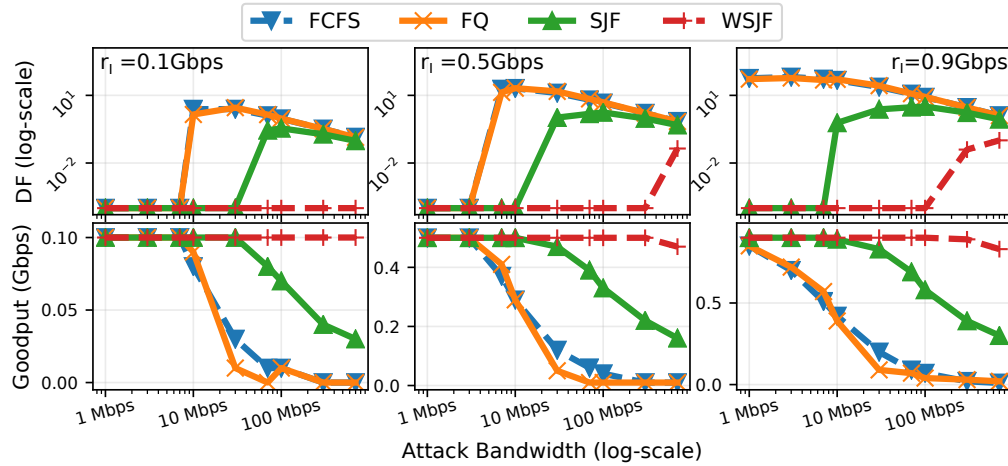 FCFS FQ SJF WSJF
r_I =0.1Gbps r_I =0.5Gbps r_I=0.9Gbps
DF (log-scale)
10^1 10^1 10^1
10^-2 10^-2 10^-2
Goodput (Gbps)
0.10
0.05
0.00
0.4
0.2
0.0
0.5
0.0
1 Mbps 10 Mbps 100 Mbps 1 Mbps 10 Mbps 100 Mbps 1 Mbps 10 Mbps 100 Mbps
Attack Bandwidth (log-scale)